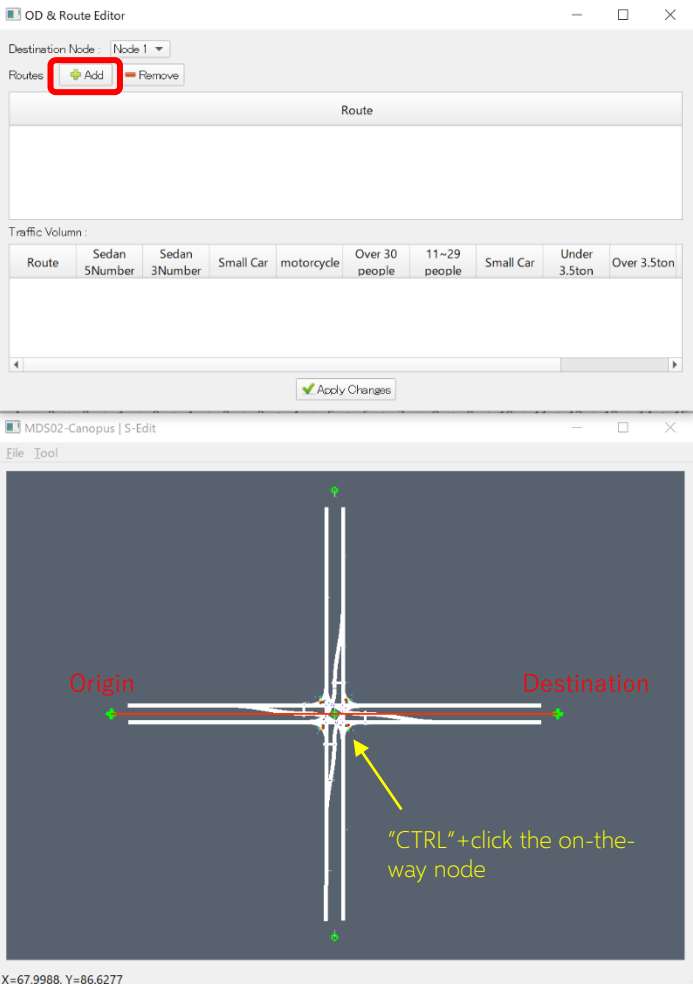 OD & Route Editor
Destination Node : Node 1
Routes Add Remove
Route
Traffic Volumn :
Route Sedan 5Number Sedan 3Number Small Car motorcycle Over 30 people 11~29 people Small Car Under 3.5ton Over 3.5ton
Apply Changes
MDS02-Canopus | S-Edit
File Tool
Origin Destination
"CTRL"+click the on-the-
way node
X=67.9988, Y=86.6277